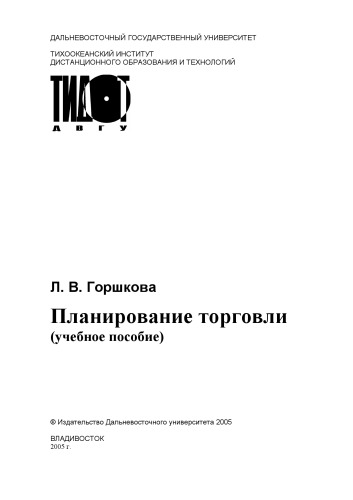 ДАЛЬНЕВОСТОЧНЫЙ ГОСУДАРСТВЕННЫЙ УНИВЕРСИТЕТ
ТИХООКЕАНСКИЙ ИНСТИТУТ
ДИСТАНЦИОННОГО ОБРАЗОВАНИЯ И ТЕХНОЛОГИЙ
ТИДОТ
ДВГУ
Л. В. Горшкова
Планирование торговли
(учебное пособие)
© Издательство Дальневосточного университета 2005
ВЛАДИВОСТОК
2005 г.